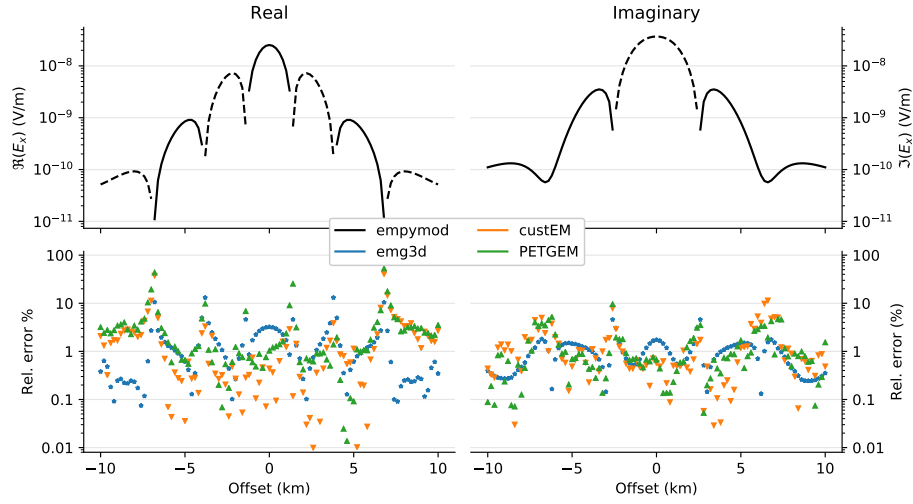 Real
Imaginary
10⁻⁸
10⁻⁹
10⁻¹⁰
10⁻¹¹
ℜ(Eₓ) (V/m)
10⁻⁸
10⁻⁹
10⁻¹⁰
10⁻¹¹
ℑ(Eₓ) (V/m)
empymod
emg3d
custEM
PETGEM
100
10
1
0.1
0.01
Rel. error %
100
10
1
0.1
0.01
Rel. error (%)
−10 −5 0 5 10
Offset (km)
−10 −5 0 5 10
Offset (km)